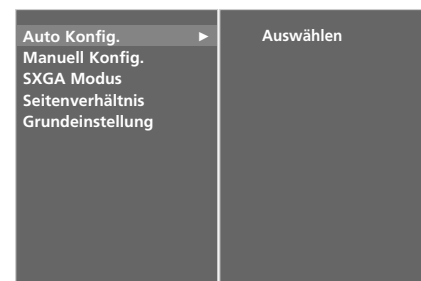 Auto Konfig. ► Auswählen
Manuell Konfig.
SXGA Modus
Seitenverhältnis
Grundeinstellung